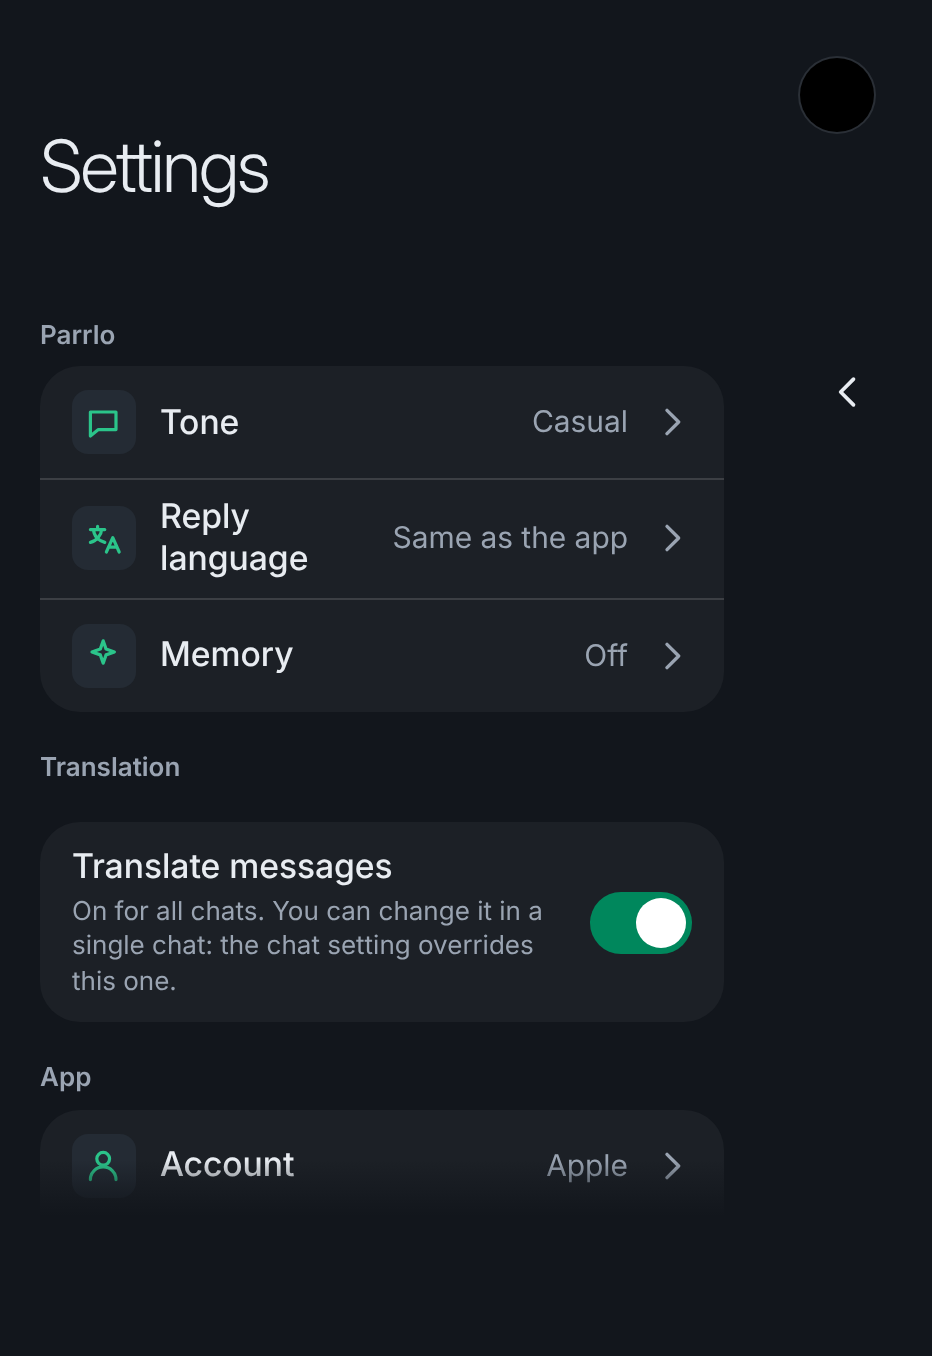 Settings
Parrlo
Tone
Casual
Reply
language
Same as the app
Memory
Off
Translation
Translate messages
On for all chats. You can change it in a
single chat: the chat setting overrides
this one.
App
Account
Apple